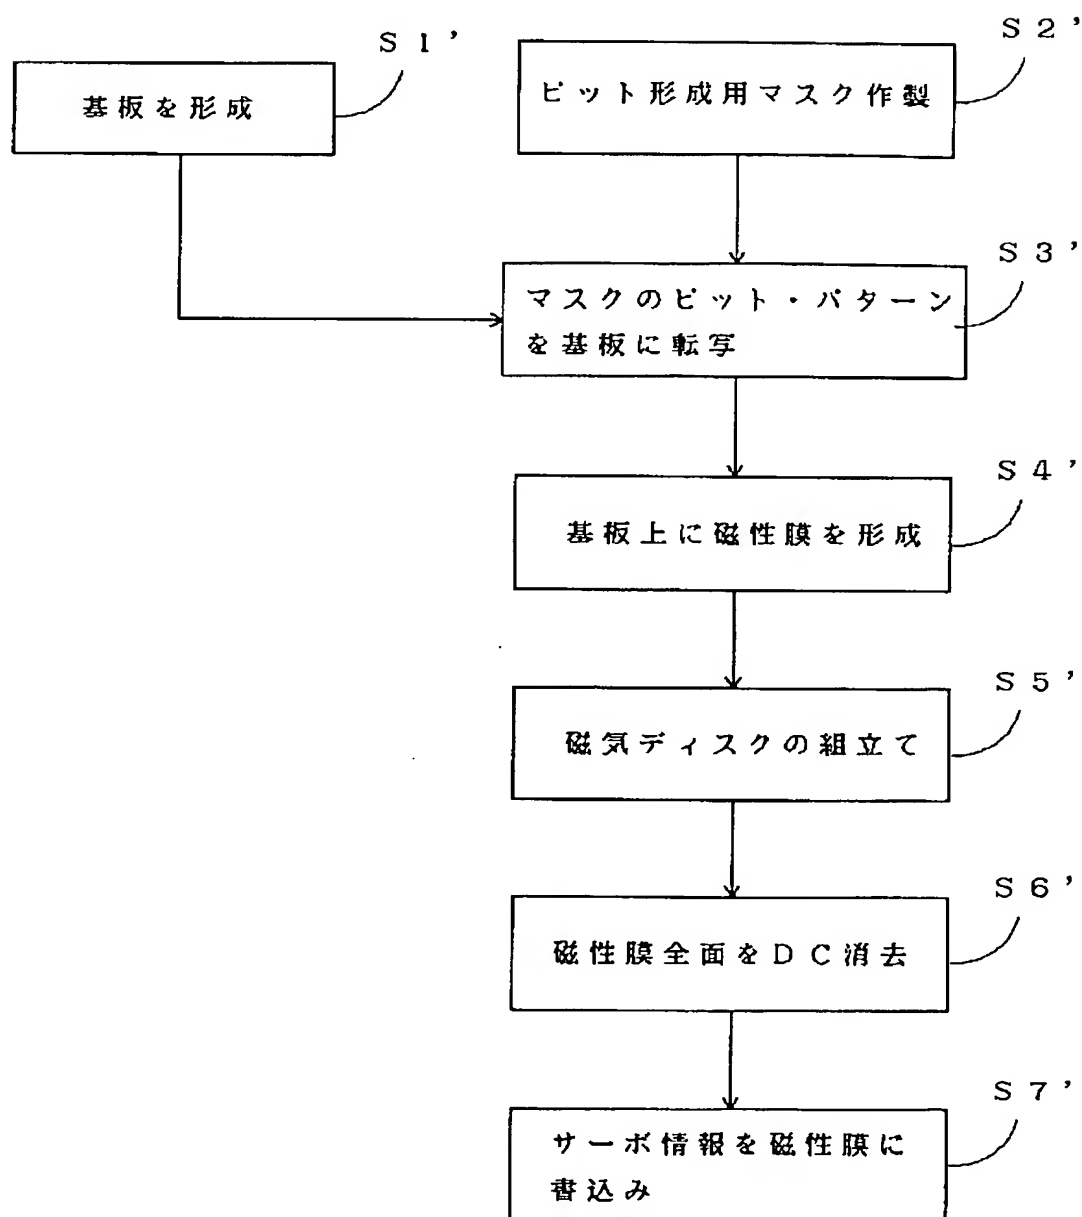 S1'
基板を形成
S2'
ピット形成用マスク作製
S3'
マスクのピット・パターン
を基板に転写
S4'
基板上に磁性膜を形成
S5'
磁気ディスクの組立て
S6'
磁性膜全面をDC消去
S7'
サーボ情報を磁性膜に
書込み